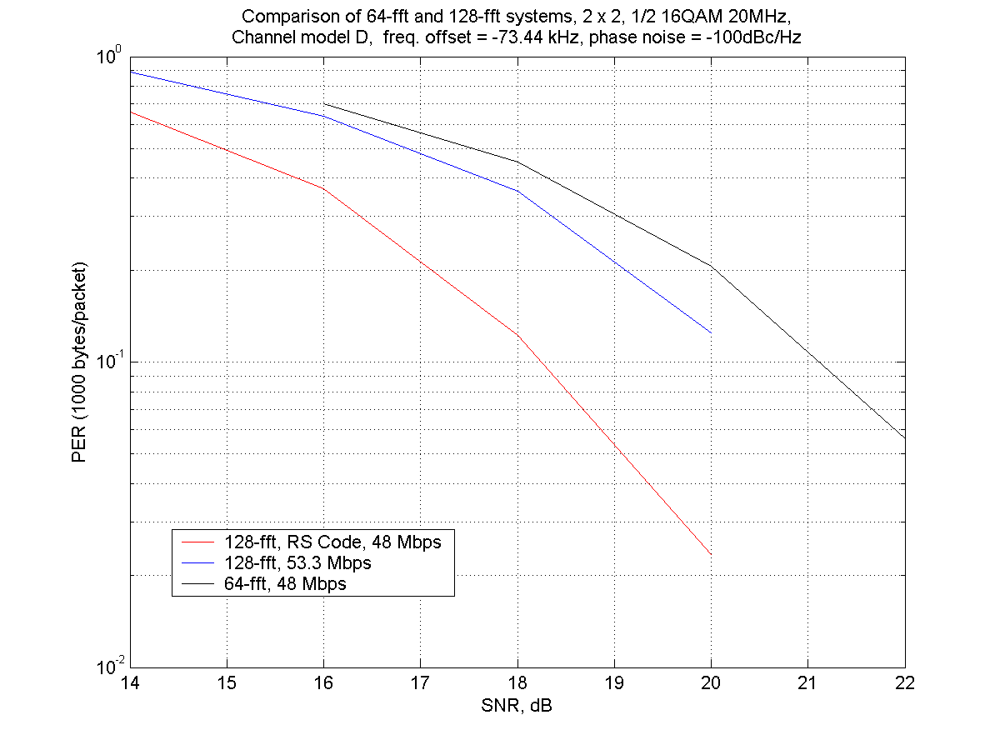 Comparison of 64-fft and 128-fft systems, 2 x 2, 1/2 16QAM 20MHz,
Channel model D,  freq. offset = -73.44 kHz, phase noise = -100dBc/Hz
10^0
10^-1
10^-2
PER (1000 bytes/packet)
128-fft, RS Code, 48 Mbps
128-fft, 53.3 Mbps
64-fft, 48 Mbps
14 15 16 17 18 19 20 21 22
SNR, dB